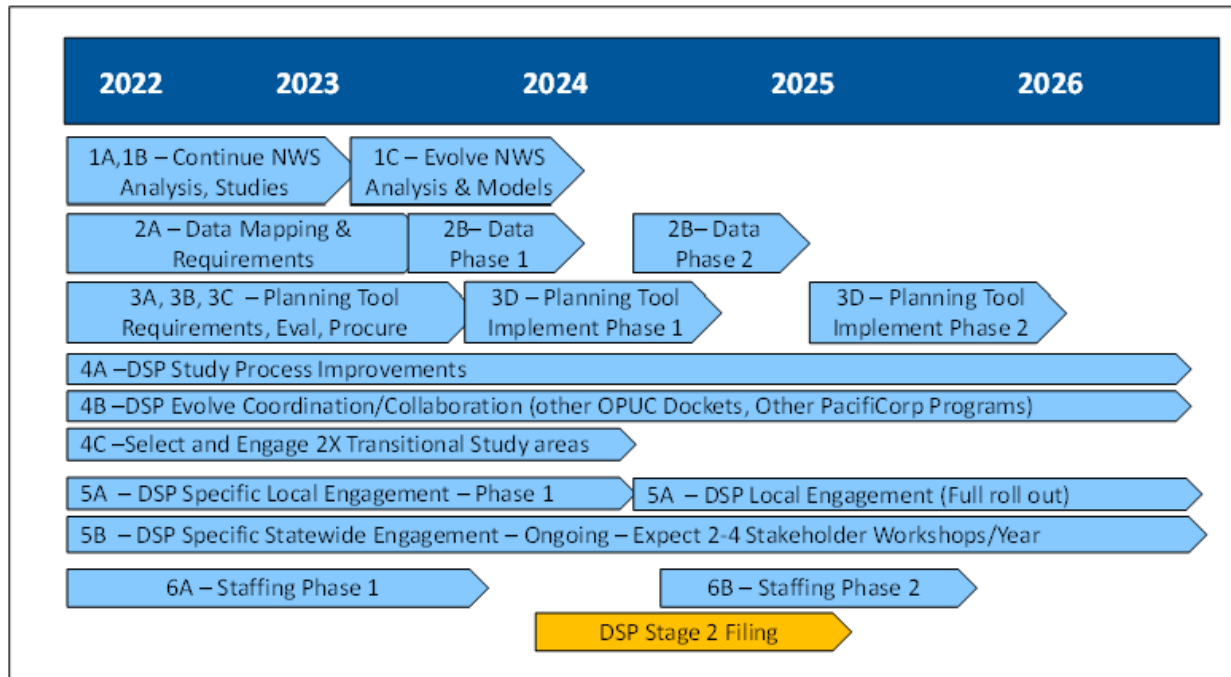 2022 2023 2024 2025 2026
1A,1B – Continue NWS
Analysis, Studies
1C – Evolve NWS
Analysis & Models
2A – Data Mapping &
Requirements
2B– Data
Phase 1
2B– Data
Phase 2
3A, 3B, 3C – Planning Tool
Requirements, Eval, Procure
3D – Planning Tool
Implement Phase 1
3D – Planning Tool
Implement Phase 2
4A –DSP Study Process Improvements
4B –DSP Evolve Coordination/Collaboration (other OPUC Dockets, Other PacifiCorp Programs)
4C –Select and Engage 2X Transitional Study areas
5A – DSP Specific Local Engagement – Phase 1
5A – DSP Local Engagement (Full roll out)
5B – DSP Specific Statewide Engagement – Ongoing – Expect 2-4 Stakeholder Workshops/Year
6A – Staffing Phase 1
6B – Staffing Phase 2
DSP Stage 2 Filing